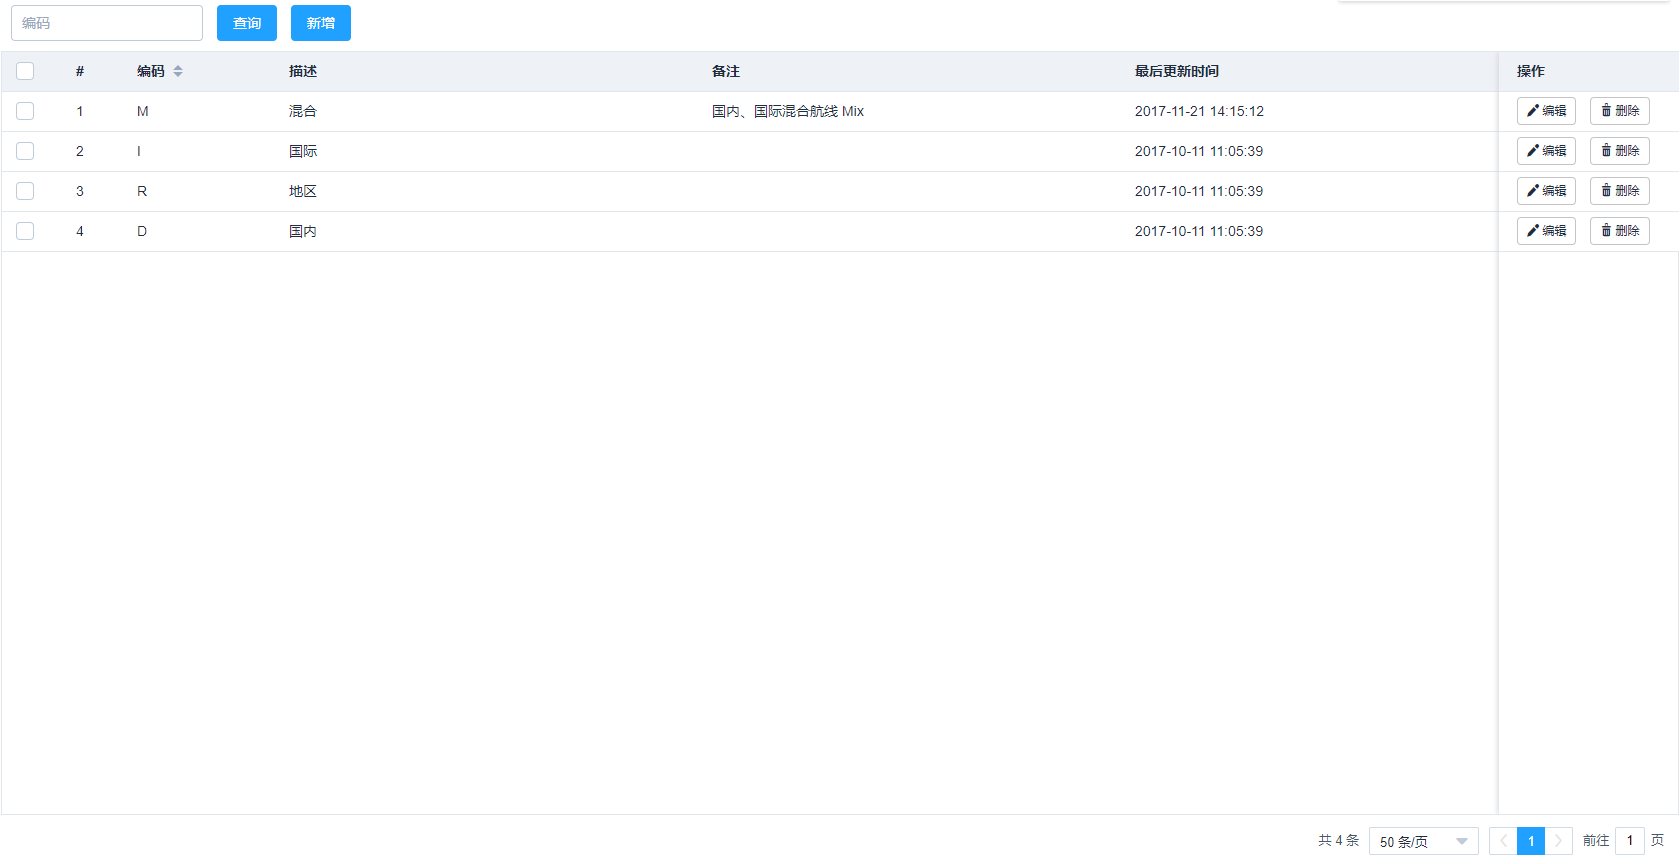 编码 查询 新增
# 编码 描述 备注 最后更新时间 操作
1 M 混合 国内、国际混合航线 Mix 2017-11-21 14:15:12 编辑 删除
2 I 国际 2017-10-11 11:05:39 编辑 删除
3 R 地区 2017-10-11 11:05:39 编辑 删除
4 D 国内 2017-10-11 11:05:39 编辑 删除
共 4 条 50 条/页 1 前往 1 页